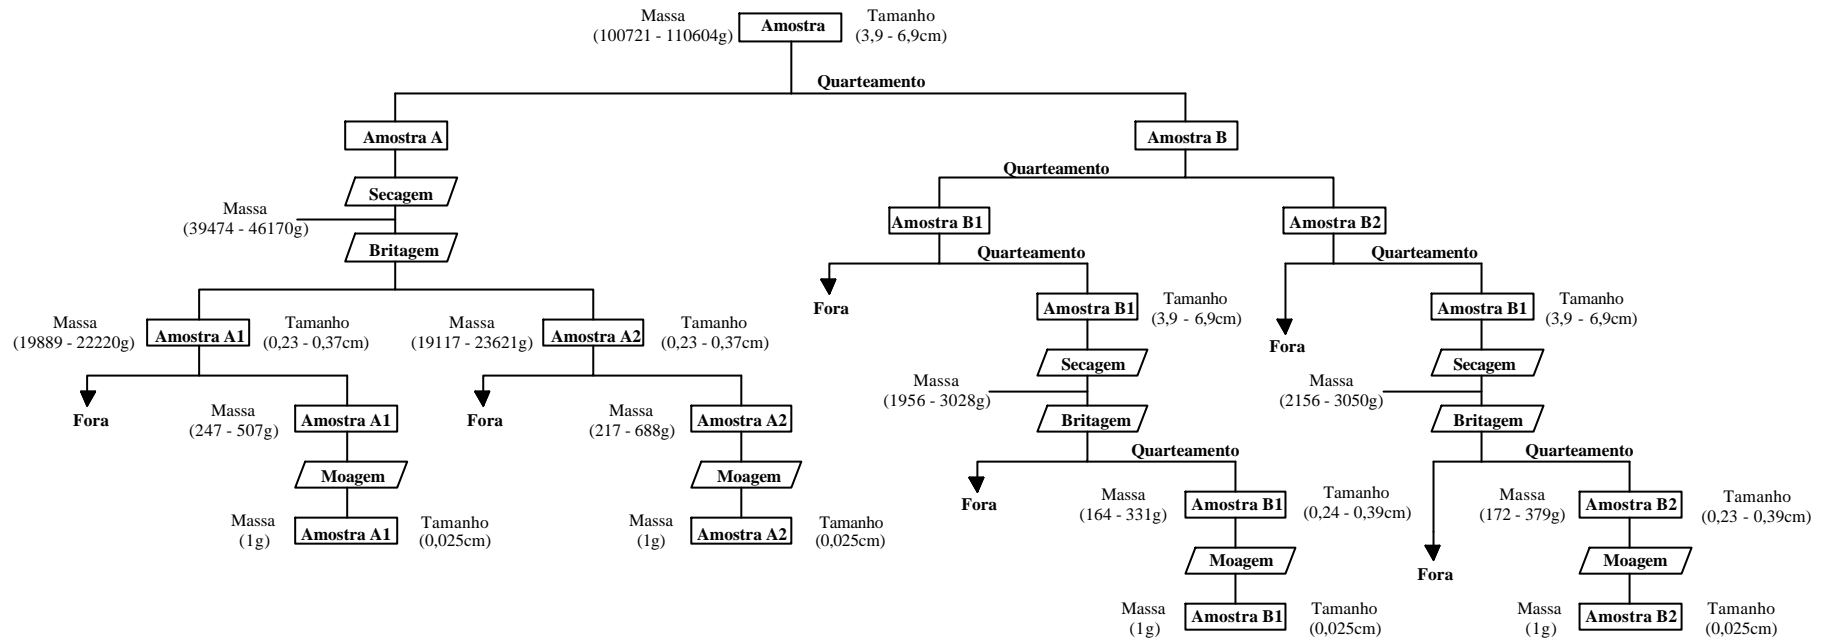 Massa
(100721 - 110604g)
Amostra
Tamanho
(3,9 - 6,9cm)
Quarteamento
Amostra A
Amostra B
Quarteamento
Secagem
Massa
(39474 - 46170g)
Amostra B1
Amostra B2
Britagem
Quarteamento
Quarteamento
Fora
Amostra B1
Tamanho
(3,9 - 6,9cm)
Fora
Amostra B1
Tamanho
(3,9 - 6,9cm)
Massa
(19889 - 22220g)
Amostra A1
Tamanho
(0,23 - 0,37cm)
Massa
(19117 - 23621g)
Amostra A2
Tamanho
(0,23 - 0,37cm)
Secagem
Secagem
Massa
(1956 - 3028g)
Massa
(2156 - 3050g)
Fora
Massa
(247 - 507g)
Amostra A1
Fora
Massa
(217 - 688g)
Amostra A2
Britagem
Britagem
Quarteamento
Quarteamento
Moagem
Moagem
Fora
Massa
(164 - 331g)
Amostra B1
Tamanho
(0,24 - 0,39cm)
Massa
(172 - 379g)
Amostra B2
Tamanho
(0,23 - 0,39cm)
Massa
(1g)
Amostra A1
Tamanho
(0,025cm)
Massa
(1g)
Amostra A2
Tamanho
(0,025cm)
Moagem
Fora
Moagem
Massa
(1g)
Amostra B1
Tamanho
(0,025cm)
Massa
(1g)
Amostra B2
Tamanho
(0,025cm)